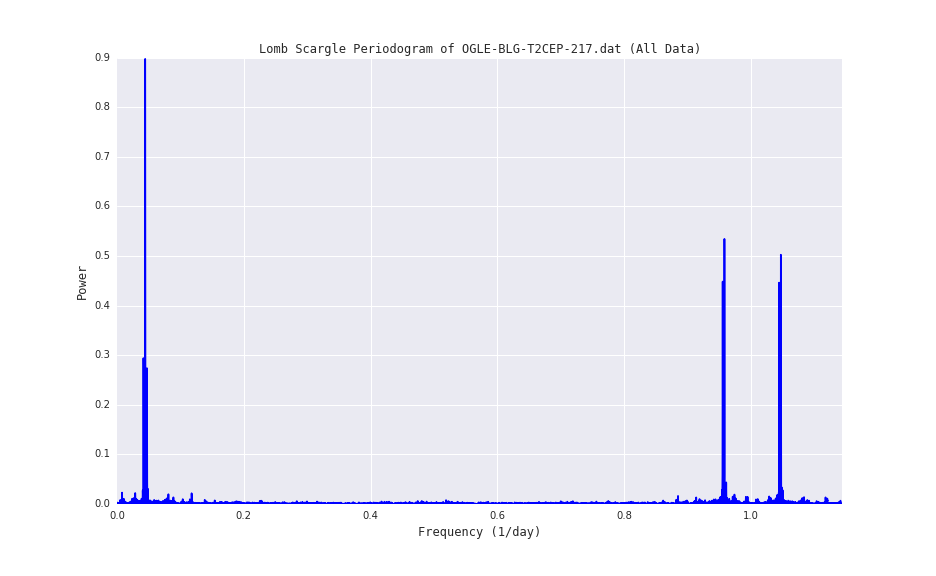 Lomb Scargle Periodogram of OGLE-BLG-T2CEP-217.dat (All Data)
0.9
0.8
0.7
0.6
0.5
0.4
0.3
0.2
0.1
0.0
Power
0.0 0.2 0.4 0.6 0.8 1.0
Frequency (1/day)